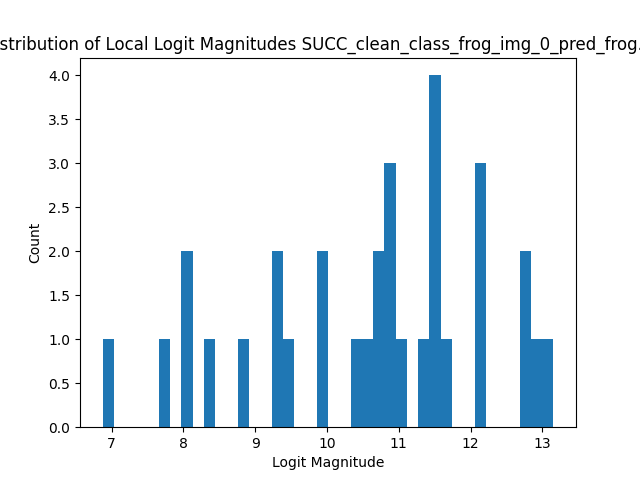 stribution of Local Logit Magnitudes SUCC_clean_class_frog_img_0_pred_frog.
4.0
3.5
3.0
2.5
2.0
1.5
1.0
0.5
0.0
Count
7 8 9 10 11 12 13
Logit Magnitude